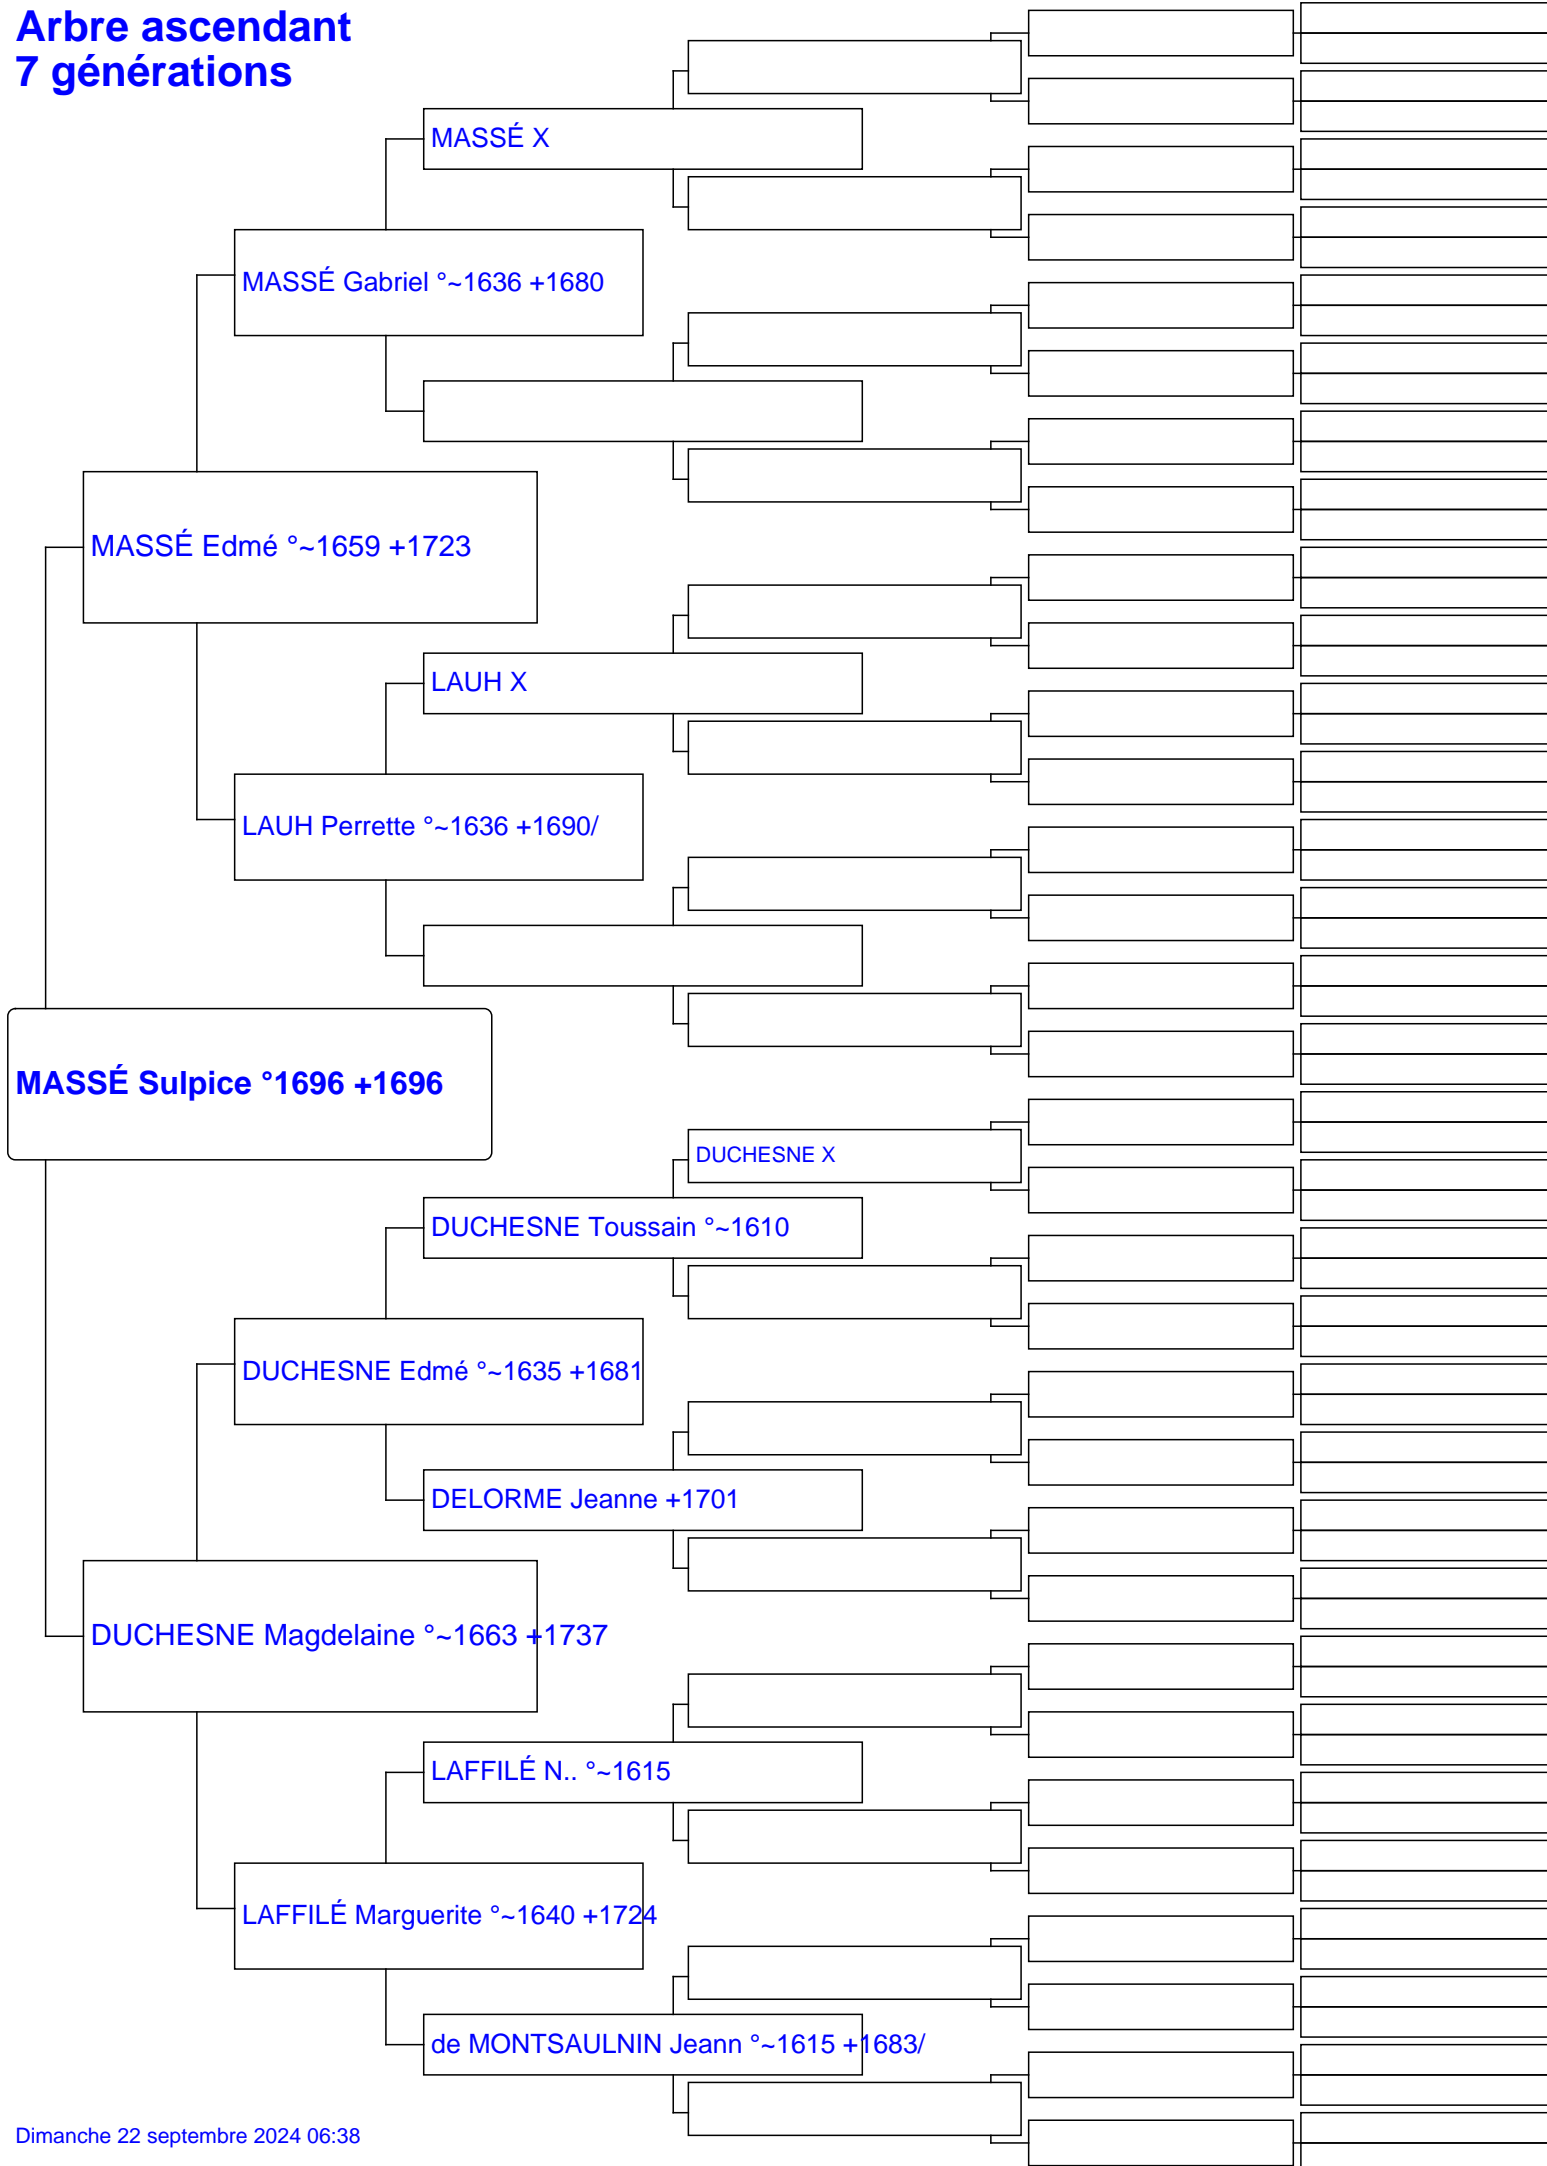 Arbre ascendant
7 générations
MASSÉ X
MASSÉ Gabriel °~1636 +1680
MASSÉ Edmé °~1659 +1723
LAUH X
LAUH Perrette °~1636 +1690/
MASSÉ Sulpice °1696 +1696
DUCHESNE X
DUCHESNE Toussain °~1610
DUCHESNE Edmé °~1635 +1681
DELORME Jeanne +1701
DUCHESNE Magdelaine °~1663 +1737
LAFFILÉ N.. °~1615
LAFFILÉ Marguerite °~1640 +1724
de MONTSAULNIN Jeann °~1615 +1683/
Dimanche 22 septembre 2024 06:38